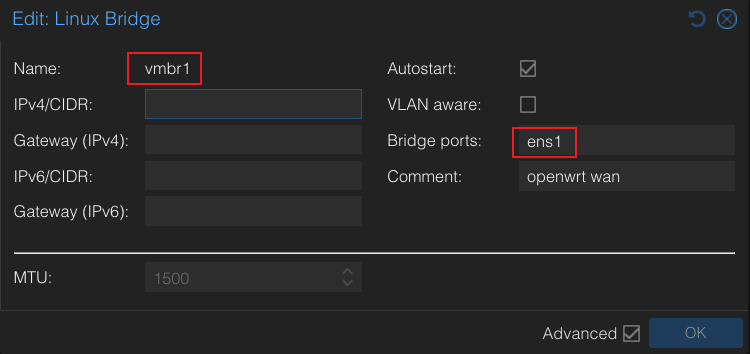 Edit: Linux Bridge
Name: vmbr1 Autostart:
IPv4/CIDR: VLAN aware:
Gateway (IPv4): Bridge ports: ens1
IPv6/CIDR: Comment: openwrt wan
Gateway (IPv6):
MTU: 1500
Advanced OK